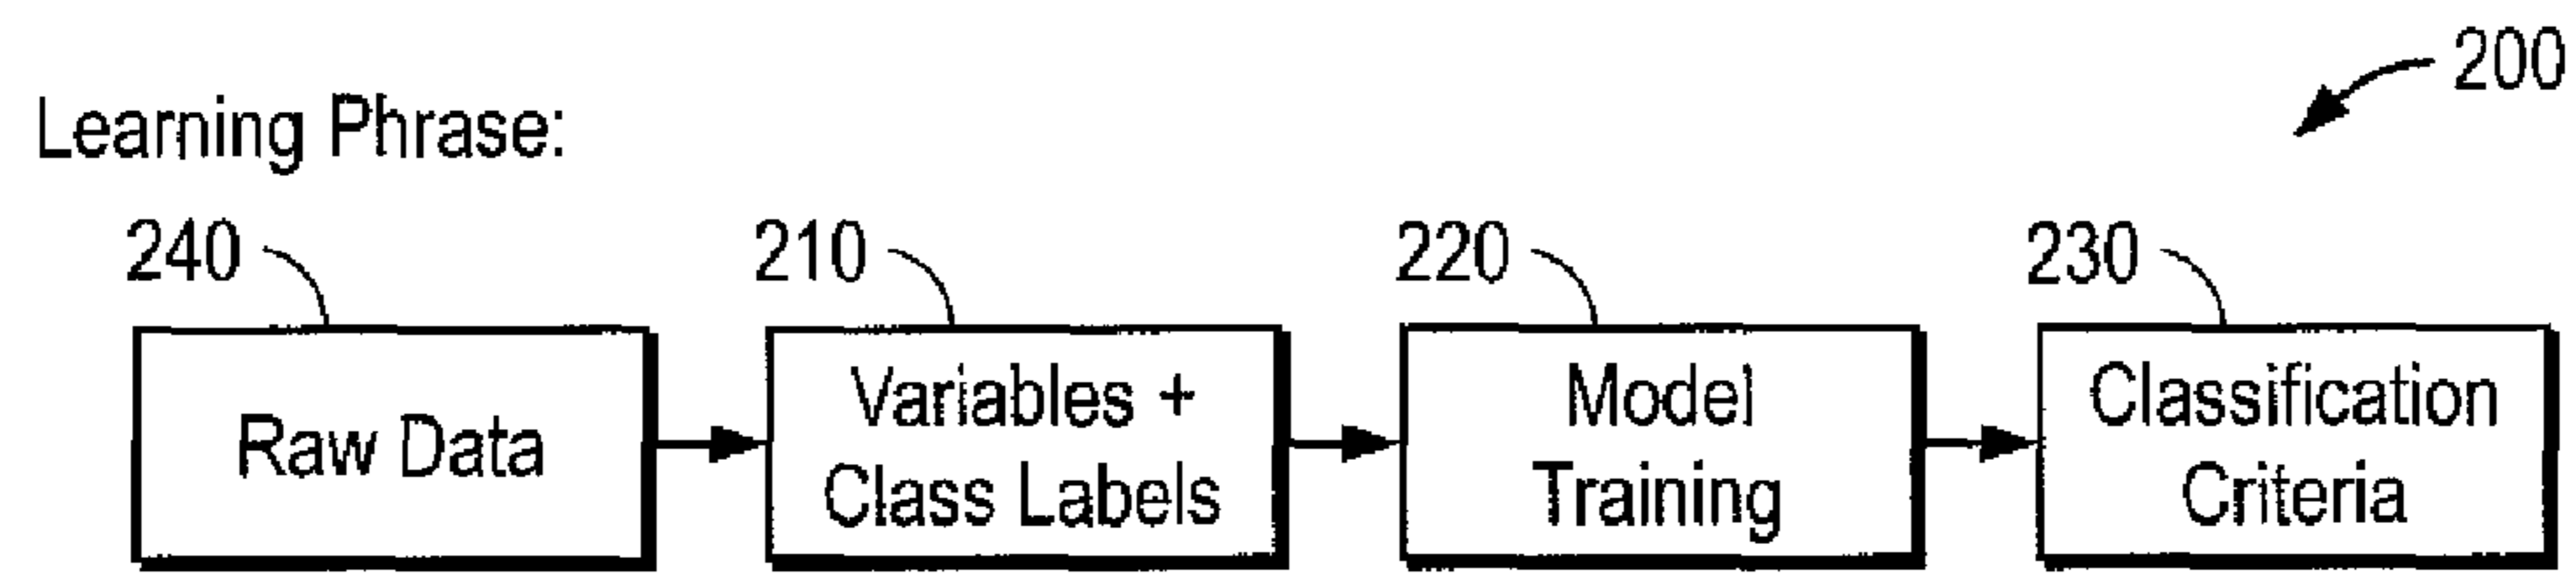 200
Learning Phrase:
240
210
220
230
Raw Data
Variables +
Class Labels
Model
Training
Classification
Criteria